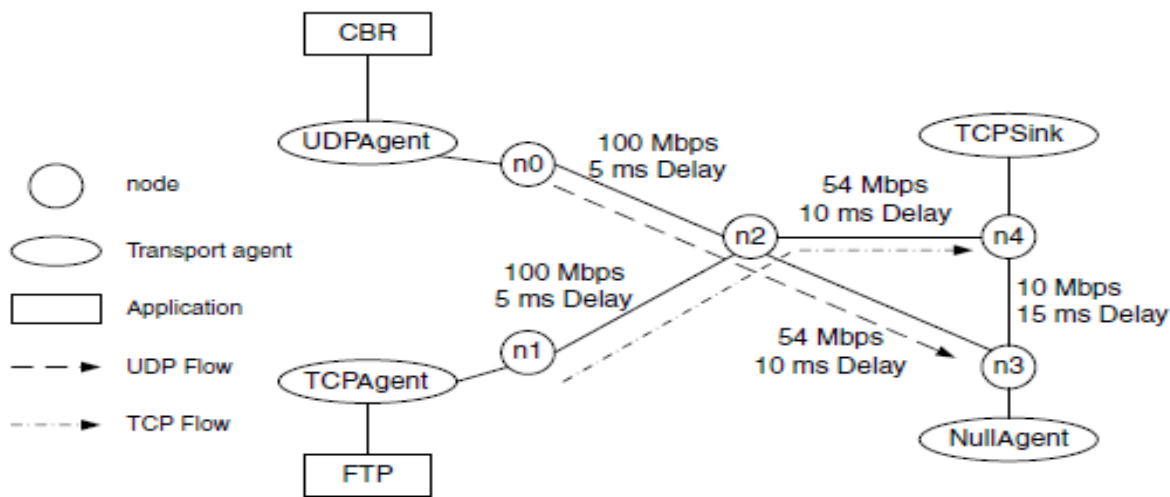 CBR
UDPAgent
n0
100 Mbps
5 ms Delay
TCPSink
node
54 Mbps
10 ms Delay
n2
n4
Transport agent
100 Mbps
5 ms Delay
10 Mbps
15 ms Delay
Application
n1
54 Mbps
10 ms Delay
n3
UDP Flow
TCPAgent
TCP Flow
NullAgent
FTP